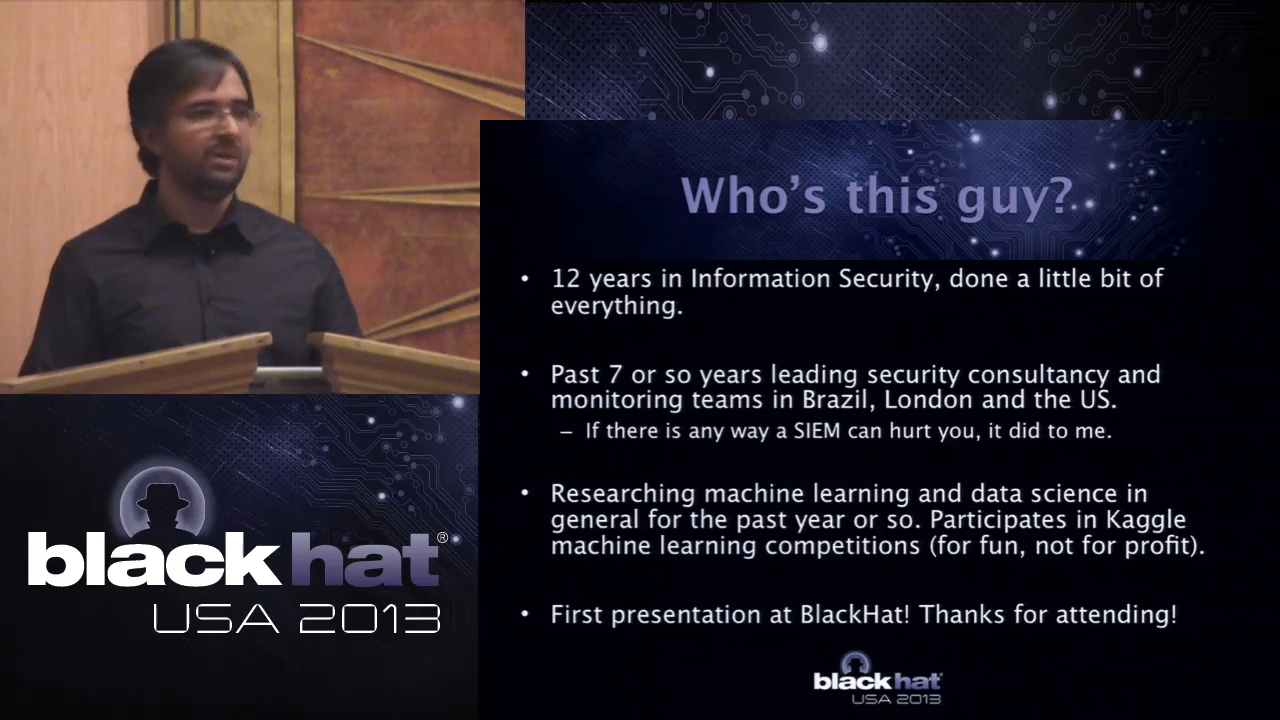 Who's this guy?
• 12 years in Information Security, done a little bit of
everything.
• Past 7 or so years leading security consultancy and
monitoring teams in Brazil, London and the US.
– If there is any way a SIEM can hurt you, it did to me.
• Researching machine learning and data science in
general for the past year or so. Participates in Kaggle
machine learning competitions (for fun, not for profit).
• First presentation at BlackHat! Thanks for attending!
black hat®
USA 2013
black hat
USA 2013